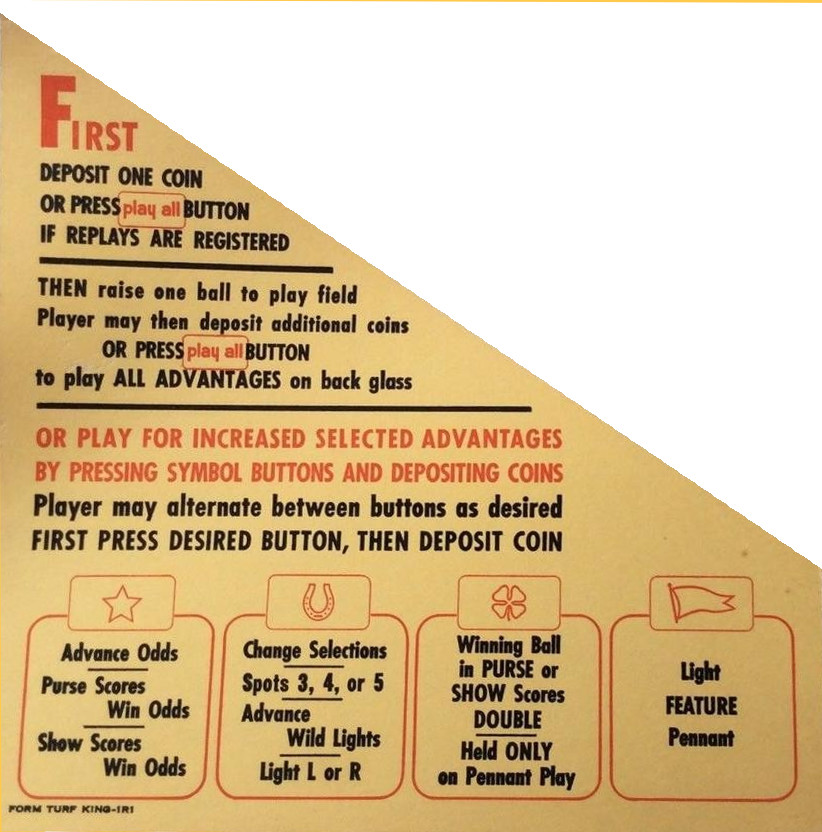 FIRST
DEPOSIT ONE COIN
OR PRESS play all BUTTON
IF REPLAYS ARE REGISTERED
THEN raise one ball to play field
Player may then deposit additional coins
OR PRESS play all BUTTON
to play ALL ADVANTAGES on back glass
OR PLAY FOR INCREASED SELECTED ADVANTAGES
BY PRESSING SYMBOL BUTTONS AND DEPOSITING COINS
Player may alternate between buttons as desired
FIRST PRESS DESIRED BUTTON, THEN DEPOSIT COIN
Advance Odds
Purse Scores
Win Odds
Show Scores
Win Odds
Change Selections
Spots 3, 4, or 5
Advance
Wild Lights
Light L or R
Winning Ball
in PURSE or
SHOW Scores
DOUBLE
Held ONLY
on Pennant Play
Light
FEATURE
Pennant
FORM TURF KING-1R1